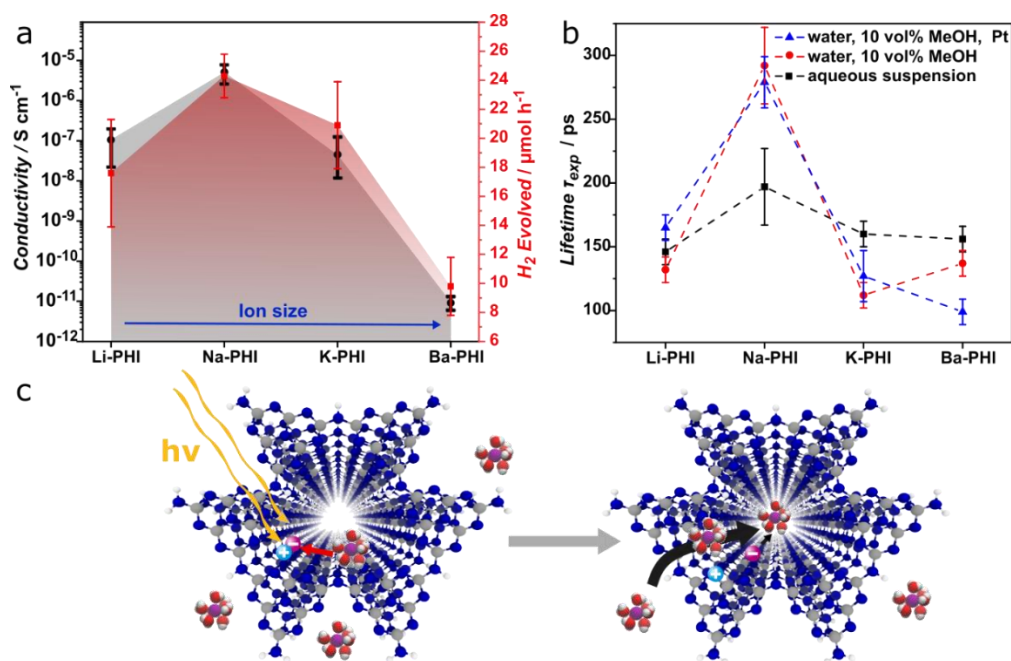 a
Conductivity / S cm⁻¹
10⁻⁵
10⁻⁶
10⁻⁷
10⁻⁸
10⁻⁹
10⁻¹⁰
10⁻¹¹
10⁻¹²
Ion size
Li-PHI Na-PHI K-PHI Ba-PHI
28
26
24
22
20
18
16
14
12
10
8
6
H₂ Evolved / μmol h⁻¹
b
Lifetime τexp / ps
300
250
200
150
100
water, 10 vol% MeOH, Pt
water, 10 vol% MeOH
aqueous suspension
Li-PHI Na-PHI K-PHI Ba-PHI
c
hν
+
−
+
−